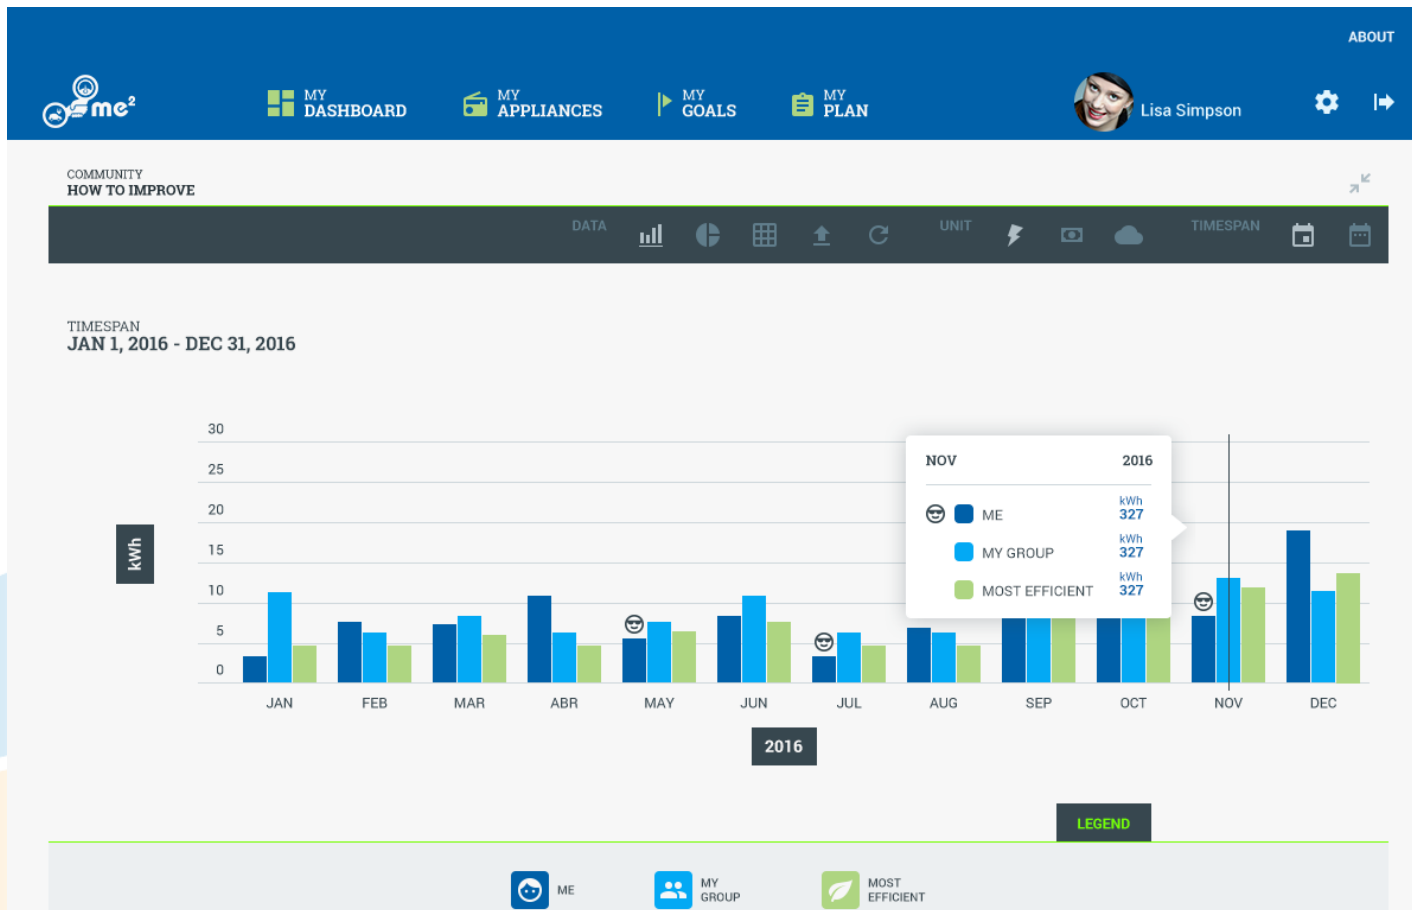 ABOUT
me²
MY
DASHBOARD
MY
APPLIANCES
MY
GOALS
MY
PLAN
Lisa Simpson
COMMUNITY
HOW TO IMPROVE
DATA
UNIT
TIMESPAN
TIMESPAN
JAN 1, 2016 - DEC 31, 2016
30
25
20
15
10
5
0
kWh
NOV 2016
ME kWh 327
MY GROUP kWh 327
MOST EFFICIENT kWh 327
JAN FEB MAR ABR MAY JUN JUL AUG SEP OCT NOV DEC
2016
LEGEND
ME
MY
GROUP
MOST
EFFICIENT